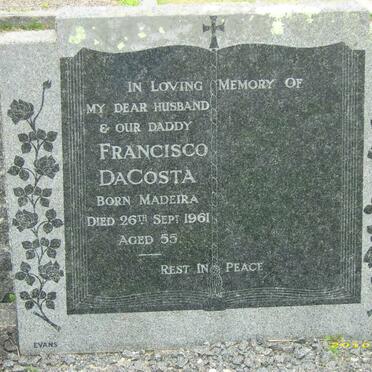 IN LOVING MEMORY OF
MY DEAR HUSBAND
& OUR DADDY
FRANCISCO
DACOSTA
BORN MADEIRA
DIED 26TH SEPT 1961
AGED 55
REST IN PEACE
EVANS
2010